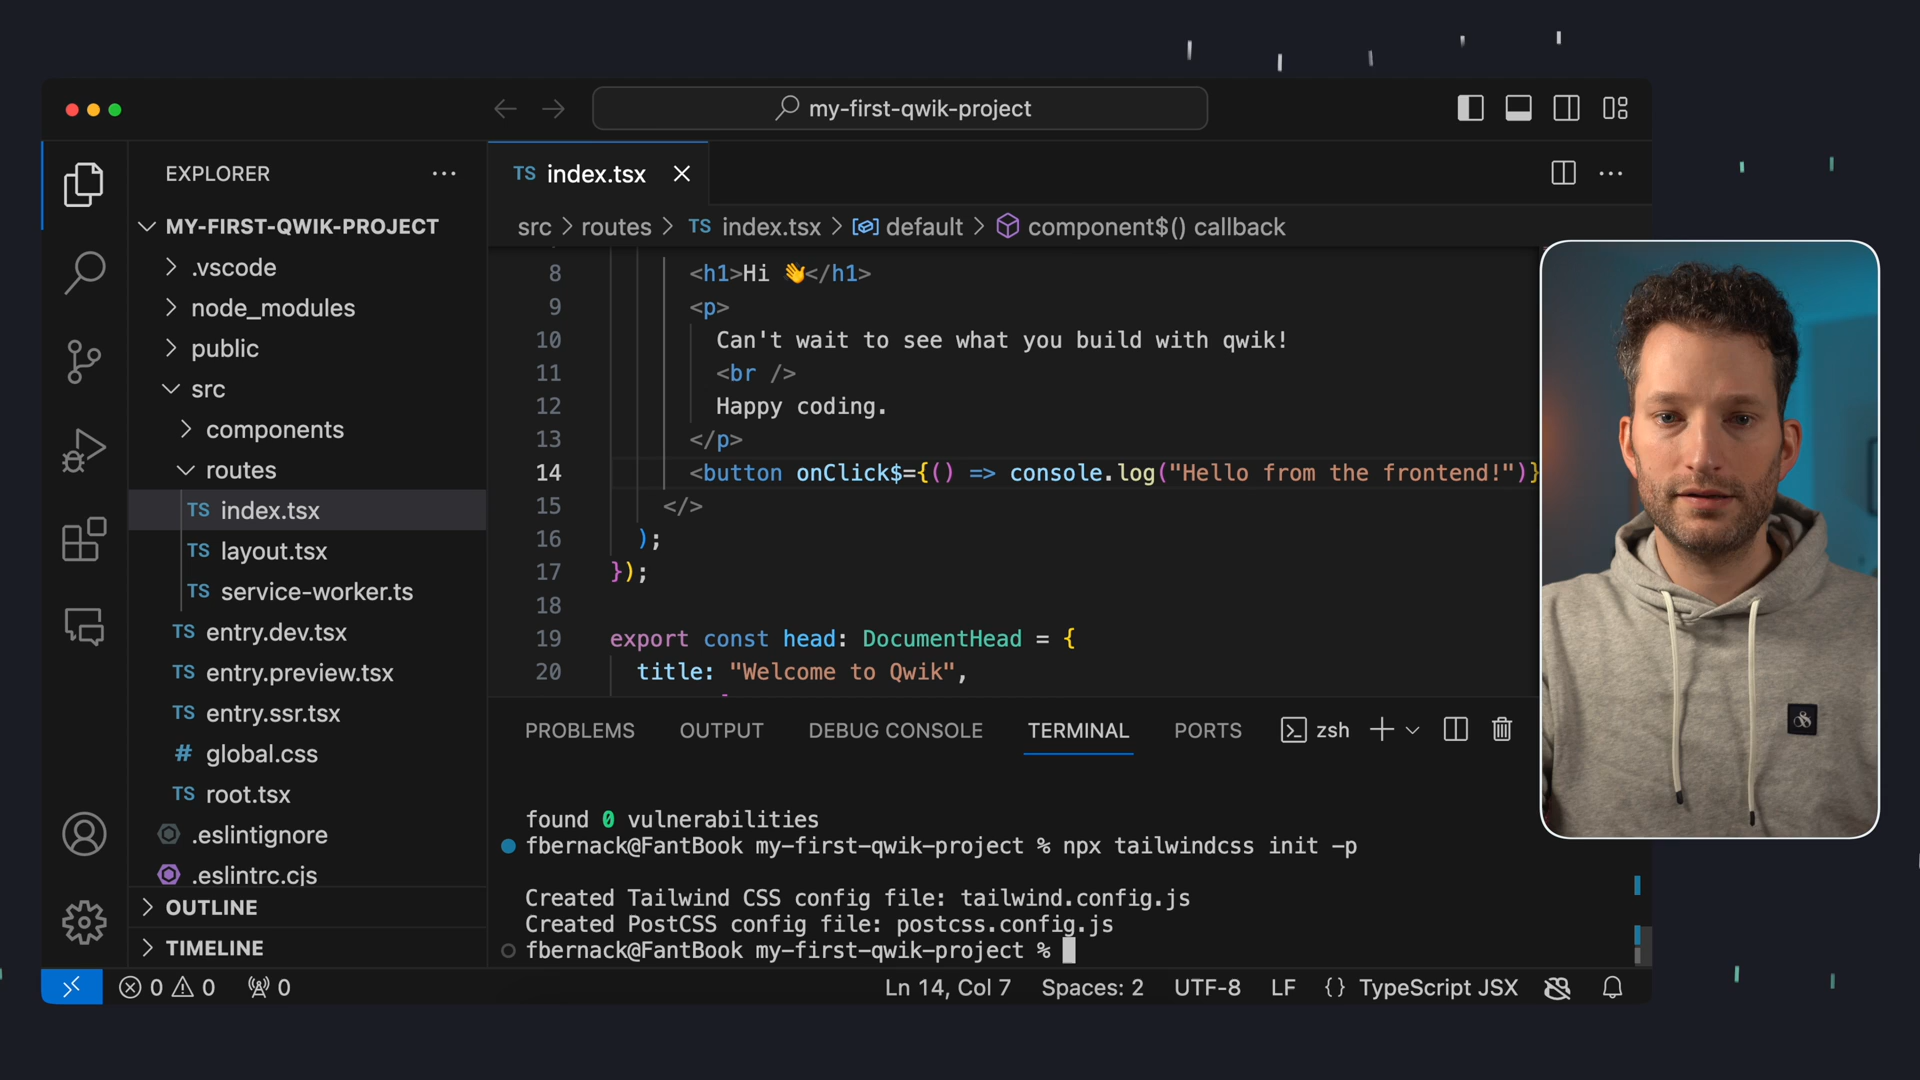 my-first-qwik-project
EXPLORER
MY-FIRST-QWIK-PROJECT
.vscode
node_modules
public
src
components
routes
TS index.tsx
TS layout.tsx
TS service-worker.ts
TS entry.dev.tsx
TS entry.preview.tsx
TS entry.ssr.tsx
# global.css
TS root.tsx
.eslintignore
.eslintrc.cjs
OUTLINE
TIMELINE
TS index.tsx
src > routes > TS index.tsx > default > component$() callback
8 <h1>Hi 👋</h1>
9 <p>
10 Can't wait to see what you build with qwik!
11 <br />
12 Happy coding.
13 </p>
14 <button onClick$={() => console.log("Hello from the frontend!")}
15 </>
16 );
17 });
18
19 export const head: DocumentHead = {
20 title: "Welcome to Qwik",
PROBLEMS OUTPUT DEBUG CONSOLE TERMINAL PORTS zsh
found 0 vulnerabilities
fbernack@FantBook my-first-qwik-project % npx tailwindcss init -p
Created Tailwind CSS config file: tailwind.config.js
Created PostCSS config file: postcss.config.js
fbernack@FantBook my-first-qwik-project %
0 0 0 Ln 14, Col 7 Spaces: 2 UTF-8 LF {} TypeScript JSX